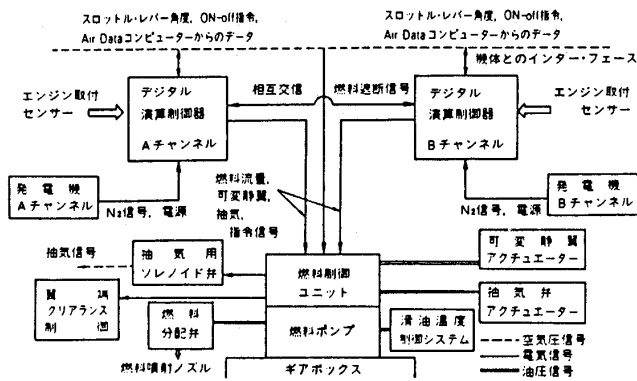 スロットル・レバー角度, ON-off指令,
Air Dataコンピューターからのデータ
スロットル・レバー角度, ON-off指令,
Air Dataコンピューターからのデータ
機体とのインター・フェース
エンジン取付
センサー
デジタル
演算制御器
Aチャンネル
相互交信
燃料遮断信号
デジタル
演算制御器
Bチャンネル
エンジン取付
センサー
発電機
Aチャンネル
N₂信号, 電源
燃料流量,
可変静翼,
抽気,
指令信号
N₂信号, 電源
発電機
Bチャンネル
抽気信号
抽気用
ソレノイド弁
燃料制御
ユニット
可変静翼
アクチュエーター
翼端
クリアランス
制御
抽気弁
アクチュエーター
燃料
分配弁
燃料ポンプ
滑油温度
制御システム
燃料噴射ノズル
ギアボックス
空気圧信号
電気信号
油圧信号